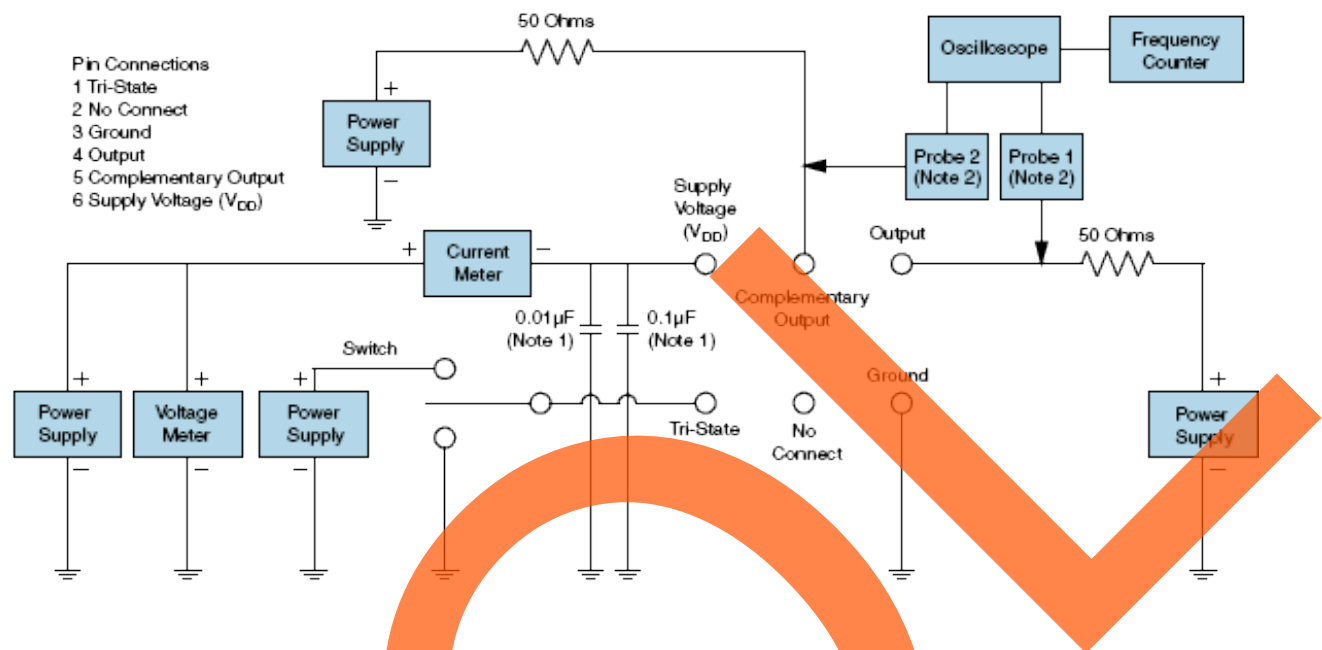 50 Ohms
Pin Connections
1 Tri-State
2 No Connect
3 Ground
4 Output
5 Complementary Output
6 Supply Voltage (VDD)
+
Power
Supply
−
Oscilloscope
Frequency
Counter
Probe 2
(Note 2)
Probe 1
(Note 2)
Supply
Voltage
(VDD)
Output
50 Ohms
+
Current
Meter
−
Complementary
Output
0.01µF
(Note 1)
0.1µF
(Note 1)
Switch
Ground
+
Power
Supply
−
+
Voltage
Meter
−
+
Power
Supply
−
Tri-State
No
Connect
+
Power
Supply
−